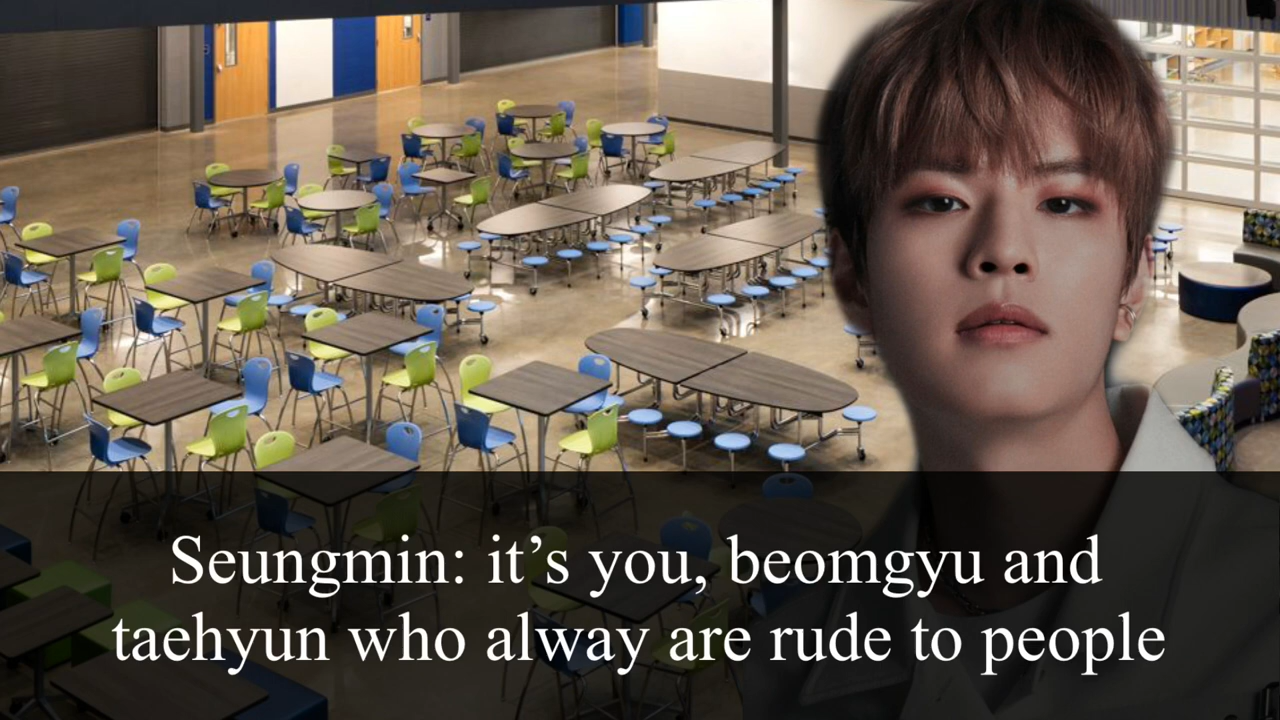 Seungmin: it’s you, beomgyu and
taehyun who alway are rude to people